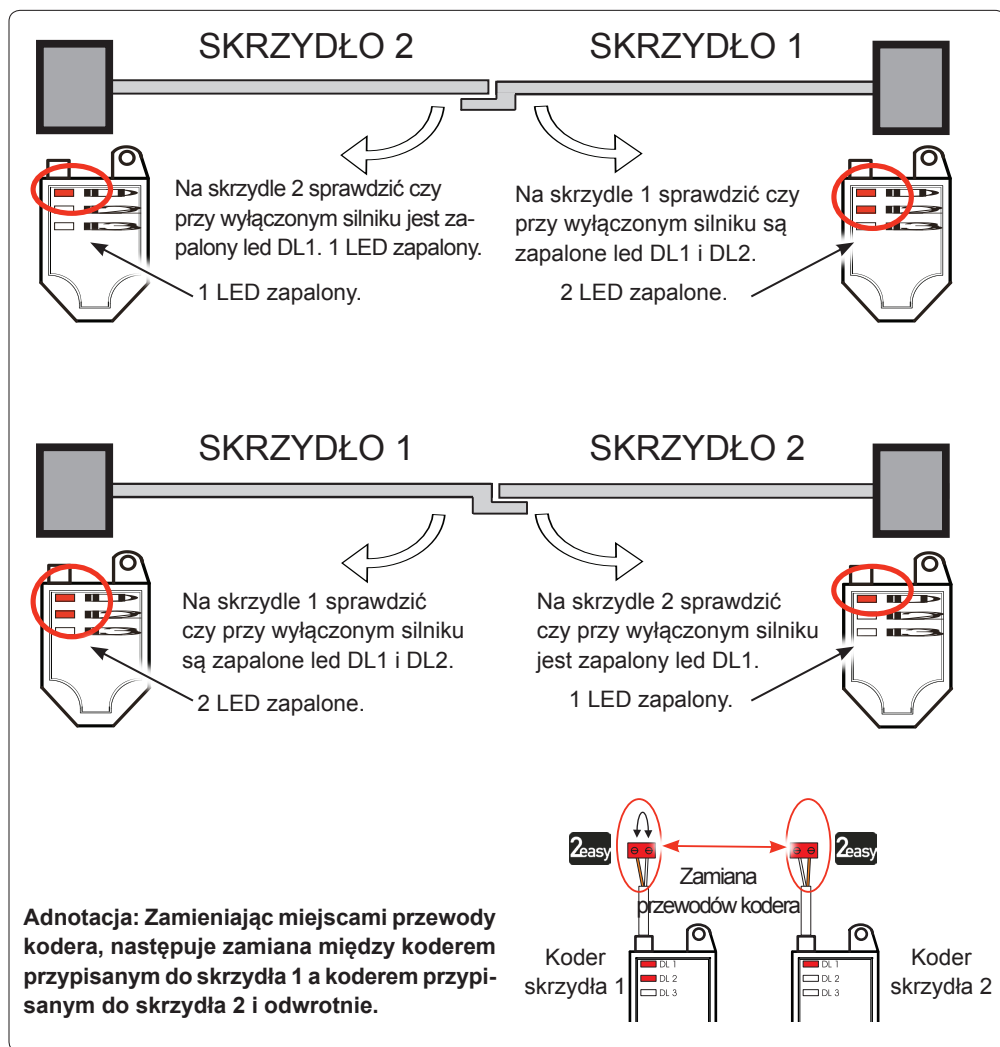 SKRZYDŁO 2
SKRZYDŁO 1
Na skrzydle 2 sprawdzić czy
przy wyłączonym silniku jest za-
palony led DL1. 1 LED zapalony.
1 LED zapalony.
Na skrzydle 1 sprawdzić czy
przy wyłączonym silniku są
zapalone led DL1 i DL2.
2 LED zapalone.
SKRZYDŁO 1
SKRZYDŁO 2
Na skrzydle 1 sprawdzić
czy przy wyłączonym silniku
są zapalone led DL1 i DL2.
2 LED zapalone.
Na skrzydle 2 sprawdzić
czy przy wyłączonym silniku
jest zapalony led DL1.
1 LED zapalony.
Adnotacja: Zamieniając miejscami przewody
kodera, następuje zamiana między koderem
przypisanym do skrzydła 1 a koderem przypi-
sanym do skrzydła 2 i odwrotnie.
2easy
2easy
Zamiana
przewodów kodera
Koder
skrzydła 1
DL 1
DL 2
DL 3
DL 1
DL 2
DL 3
Koder
skrzydła 2